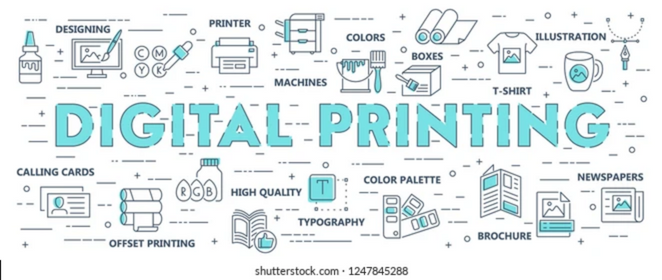 DESIGNING
PRINTER
COLORS
BOXES
ILLUSTRATION
C M
Y K
MACHINES
T-SHIRT
DIGITAL PRINTING
CALLING CARDS
R G B
HIGH QUALITY
T
COLOR PALETTE
NEWSPAPERS
TYPOGRAPHY
OFFSET PRINTING
BROCHURE
shutterstock.com · 1247845288